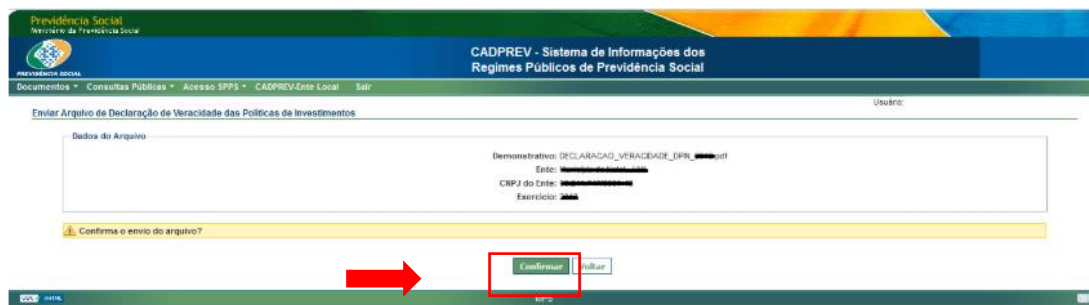 Previdência Social
Ministério da Previdência Social
PREVIDÊNCIA SOCIAL
CADPREV - Sistema de Informações dos
Regimes Públicos de Previdência Social
Documentos Consultas Públicas Acesso SPPS CADPREV-Ente Local Sair
Usuário:
Enviar Arquivo de Declaração de Veracidade das Políticas de Investimentos
Dados do Arquivo
Demonstrativo: DECLARACAO_VERACIDADE_DPIN_ pdf
Ente:
CNPJ do Ente:
Exercício:
Confirma o envio do arquivo?
Confirmar Voltar
MPS